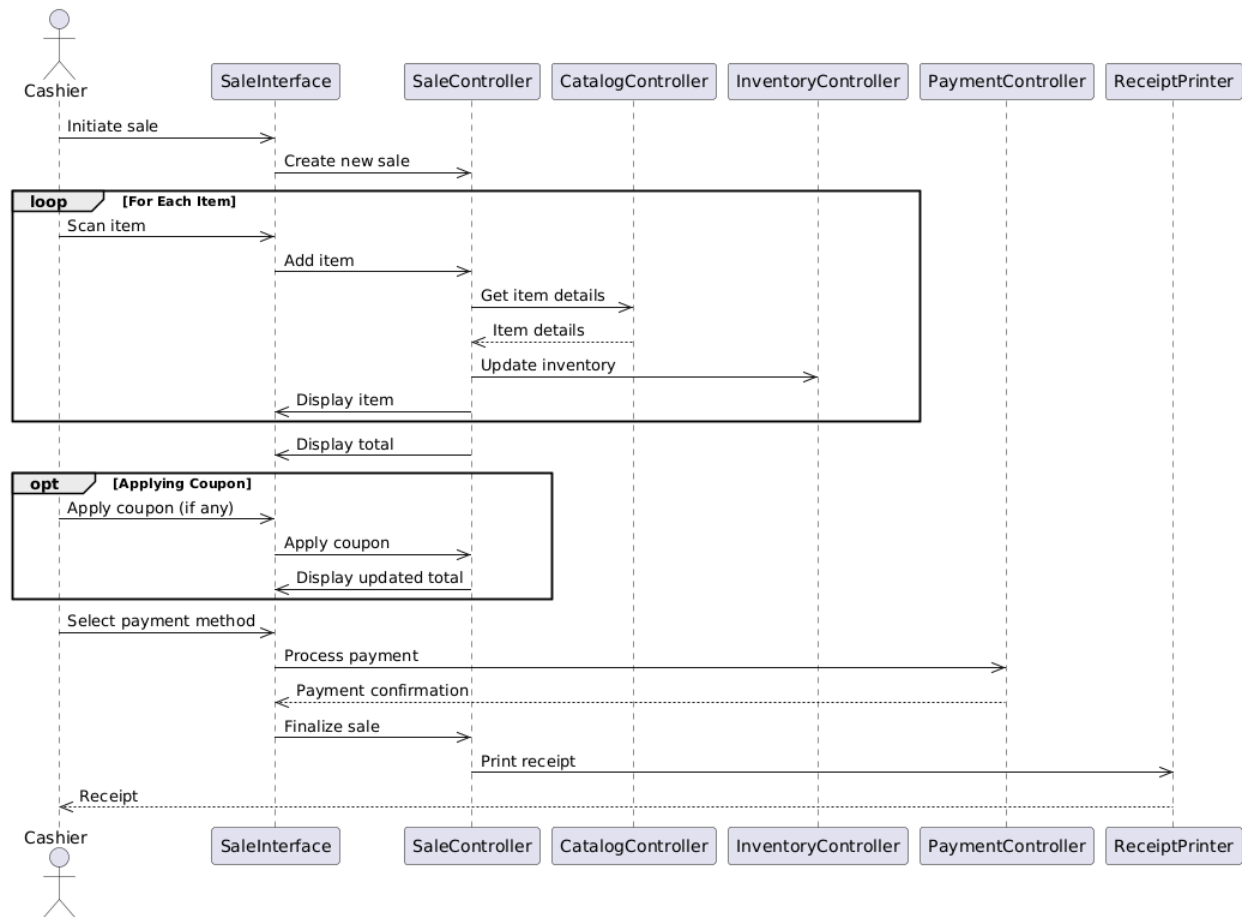 Cashier
SaleInterface
SaleController
CatalogController
InventoryController
PaymentController
ReceiptPrinter
Initiate sale
Create new sale
loop
[For Each Item]
Scan item
Add item
Get item details
Item details
Update inventory
Display item
Display total
opt
[Applying Coupon]
Apply coupon (if any)
Apply coupon
Display updated total
Select payment method
Process payment
Payment confirmation
Finalize sale
Print receipt
Receipt
Cashier
SaleInterface
SaleController
CatalogController
InventoryController
PaymentController
ReceiptPrinter